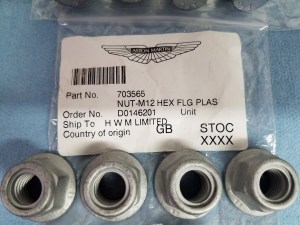 ASTON MARTIN
Part No. 703565
NUT-M12 HEX FLG PLAS
Order No. D0146201 Unit
Ship To H W M LIMITED
Country of origin GB STOC
XXXX